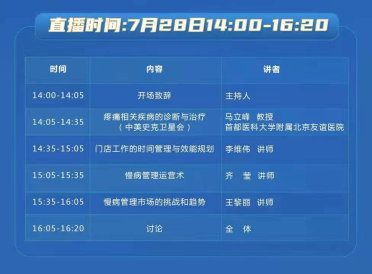 直播时间:7月28日14:00-16:20
时间 内容 讲者
14:00-14:05 开场致辞 主持人
14:05-14:35 疼痛相关疾病的诊断与治疗 马立峰 教授
(中美史克卫星会) 首都医科大学附属北京友谊医院
14:35-15:05 门店工作的时间管理与效能规划 李维伟 讲师
15:05-15:35 慢病管理运营术 齐莹 讲师
15:35-16:05 慢病管理市场的挑战和趋势 王黎丽 讲师
16:05-16:20 讨论 全体